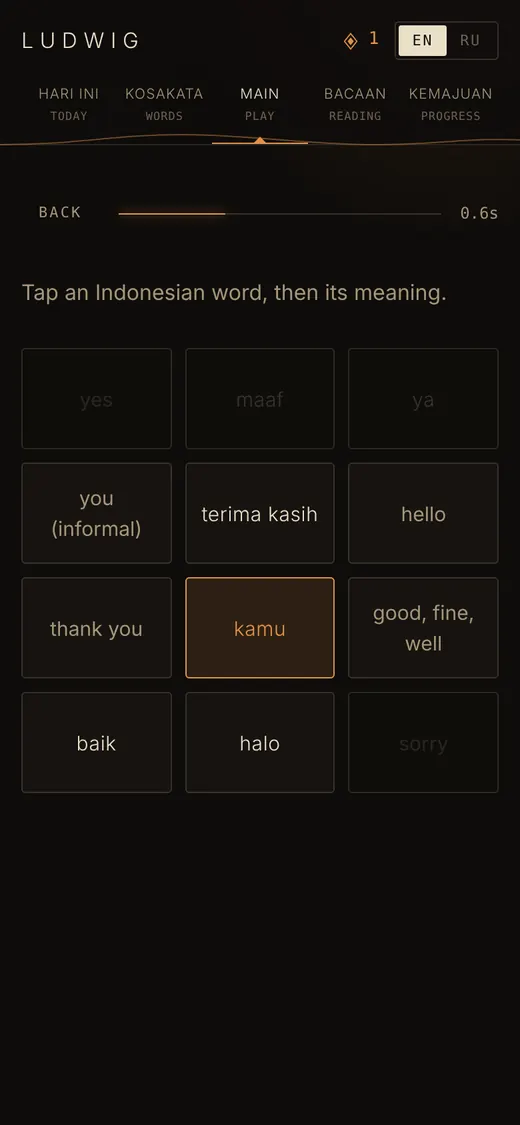 LUDWIG
1
EN RU
HARI INI KOSAKATA MAIN BACAAN KEMAJUAN
TODAY WORDS PLAY READING PROGRESS
BACK 0.6s
Tap an Indonesian word, then its meaning.
yes maaf ya
you
(informal)
terima kasih
hello
thank you
kamu
good, fine,
well
baik halo sorry